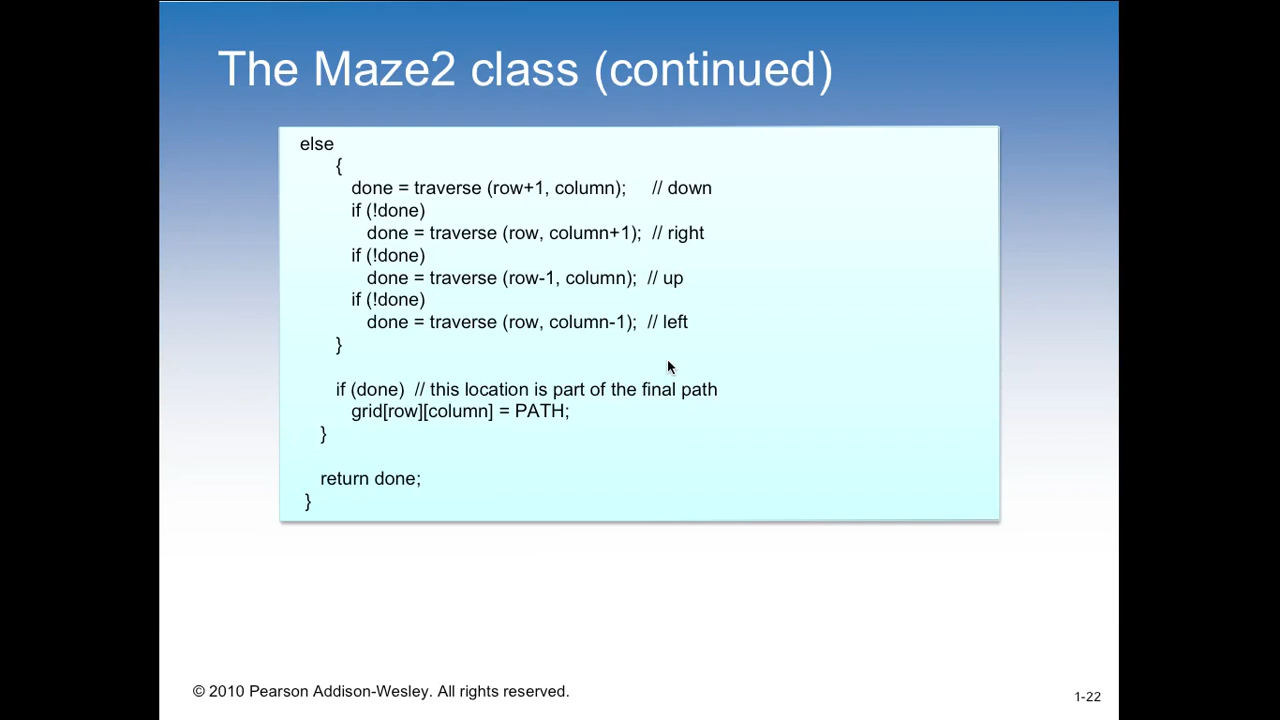 The Maze2 class (continued)
else
{
done = traverse (row+1, column); // down
if (!done)
done = traverse (row, column+1); // right
if (!done)
done = traverse (row-1, column); // up
if (!done)
done = traverse (row, column-1); // left
}
if (done) // this location is part of the final path
grid[row][column] = PATH;
}
return done;
}
© 2010 Pearson Addison-Wesley. All rights reserved.
1-22